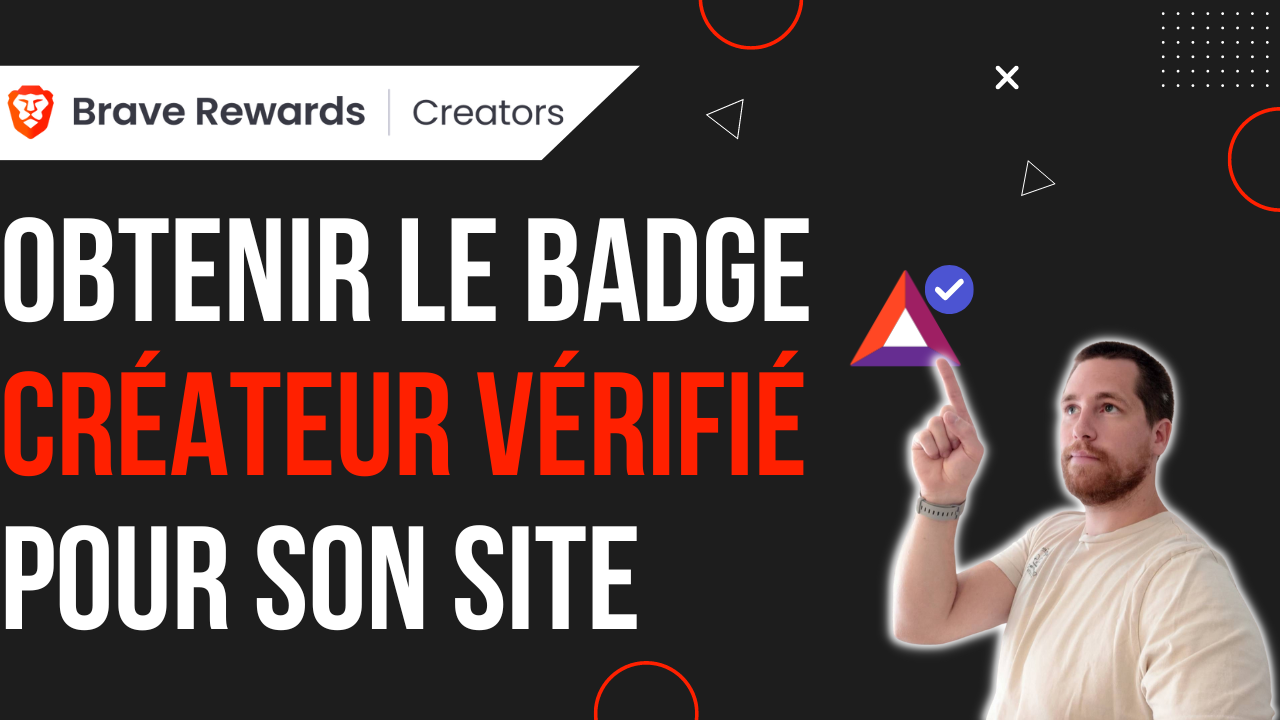 Brave Rewards | Creators
OBTENIR LE BADGE
CRÉATEUR VÉRIFIÉ
POUR SON SITE